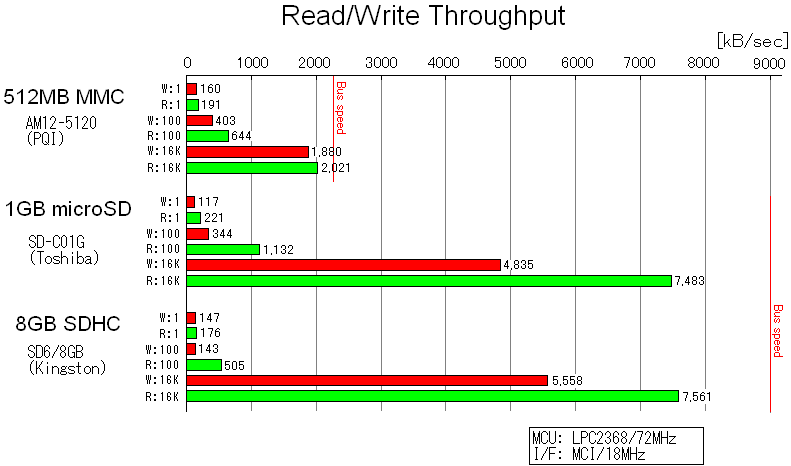 Read/Write Throughput
[kB/sec]
0 1000 2000 3000 4000 5000 6000 7000 8000 9000
512MB MMC
AM12-5120
(PQI)
W:1 160
R:1 191
W:100 403
R:100 644
W:16K 1,880
R:16K 2,021
Bus speed
1GB microSD
SD-C01G
(Toshiba)
W:1 117
R:1 221
W:100 344
R:100 1,132
W:16K 4,835
R:16K 7,483
8GB SDHC
SD6/8GB
(Kingston)
W:1 147
R:1 176
W:100 143
R:100 505
W:16K 5,558
R:16K 7,561
Bus speed
MCU: LPC2368/72MHz
I/F: MCI/18MHz